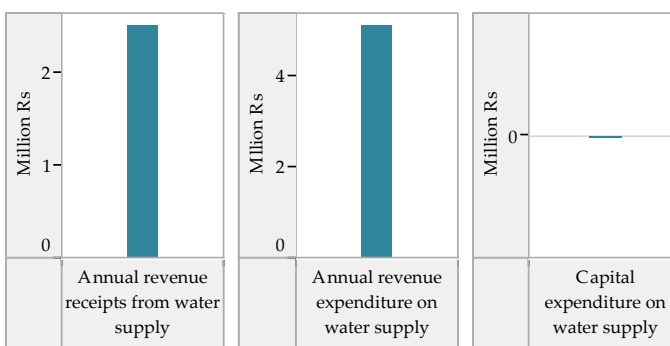 Million Rs
2
1
0
Annual revenue
receipts from water
supply
Million Rs
4
2
0
Annual revenue
expenditure on
water supply
Million Rs
0
Capital
expenditure on
water supply